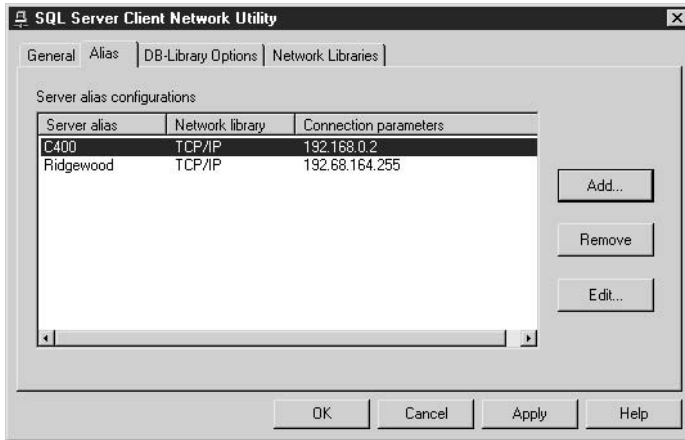 SQL Server Client Network Utility
General Alias DB-Library Options Network Libraries
Server alias configurations
Server alias Network library Connection parameters
C400 TCP/IP 192.168.0.2
Ridgewood TCP/IP 192.68.164.255
Add...
Remove
Edit...
OK Cancel Apply Help